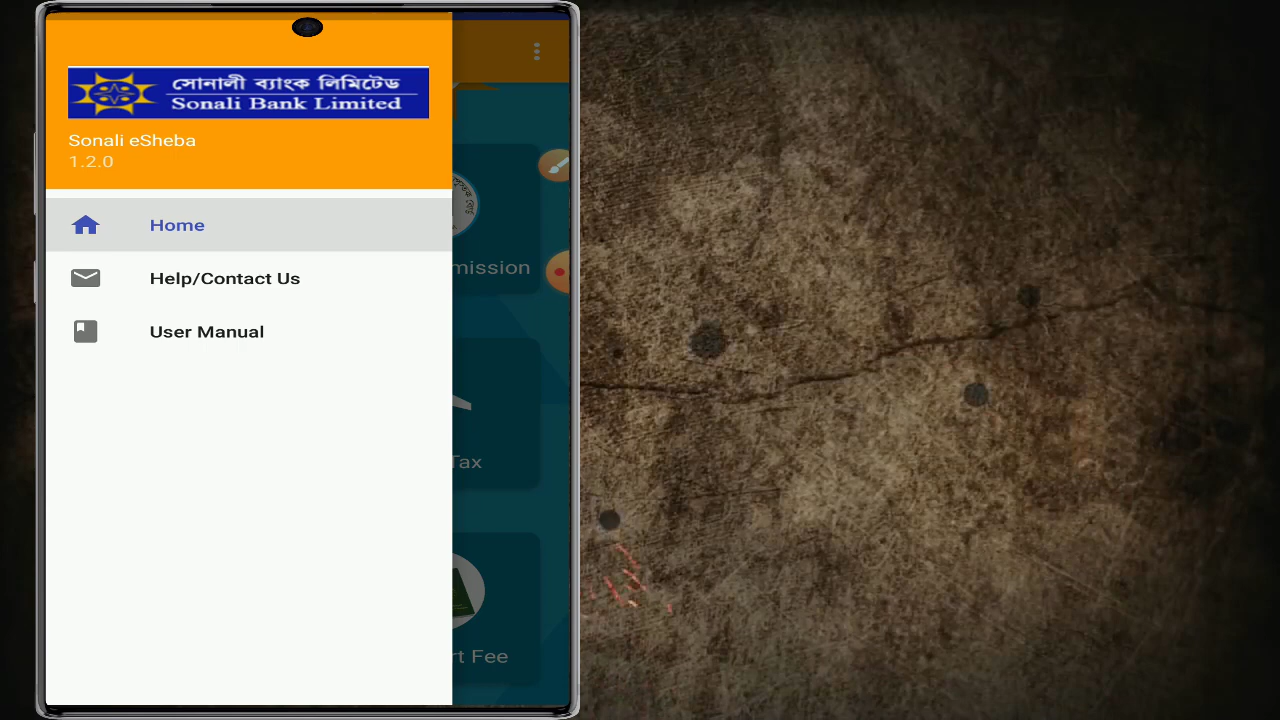 সোনালী ব্যাংক লিমিটেড
Sonali Bank Limited
Sonali eSheba
1.2.0
Home
Help/Contact Us
User Manual
mission
Tax
rt Fee